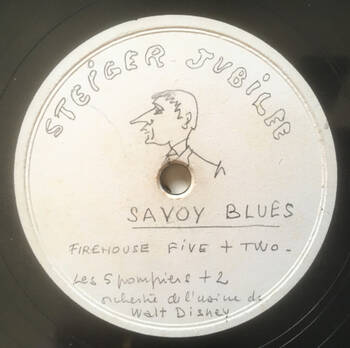 STEIGER JUBILEE
SAVOY BLUES
FIREHOUSE FIVE + TWO -
Les 5 pompiers + 2
orchestre de l'usine de
Walt Disney